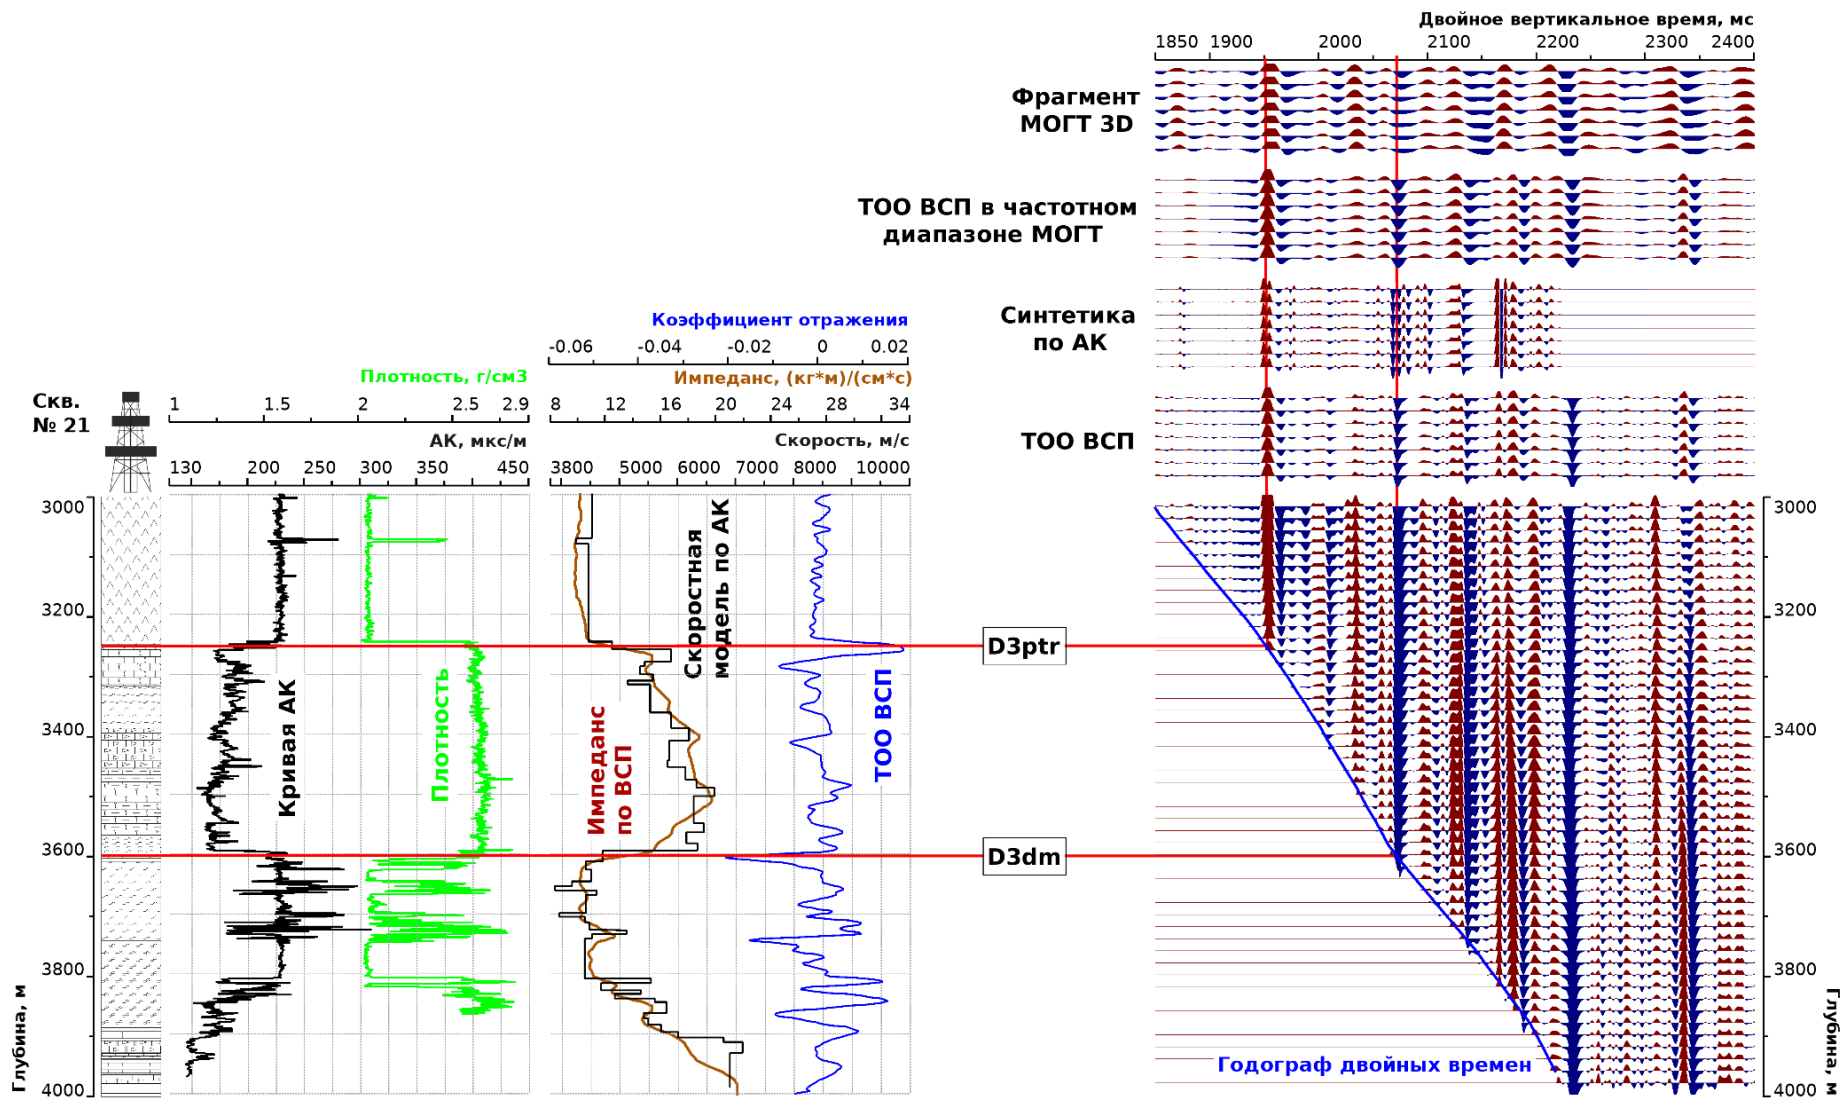 Двойное вертикальное время, мс
1850 1900 2000 2100 2200 2300 2400
Фрагмент
МОГТ 3D
ТОО ВСП в частотном
диапазоне МОГТ
Синтетика
по АК
ТОО ВСП
Коэффициент отражения
-0.06 -0.04 -0.02 0 0.02
Плотность, г/см3
Импеданс, (кг*м)/(см*с)
Скв.
№ 21
1 1.5 2 2.5 2.9
8 12 16 20 24 28 34
АК, мкс/м
Скорость, м/с
130 200 250 300 350 450
3800 5000 6000 7000 8000 10000
3000
3200
3400
3600
3800
4000
Глубина, м
Кривая АК
Плотность
Импеданс
по ВСП
Скоростная
модель по АК
ТОО ВСП
D3ptr
D3dm
Годограф двойных времен
3000
3200
3400
3600
3800
4000
Глубина, м